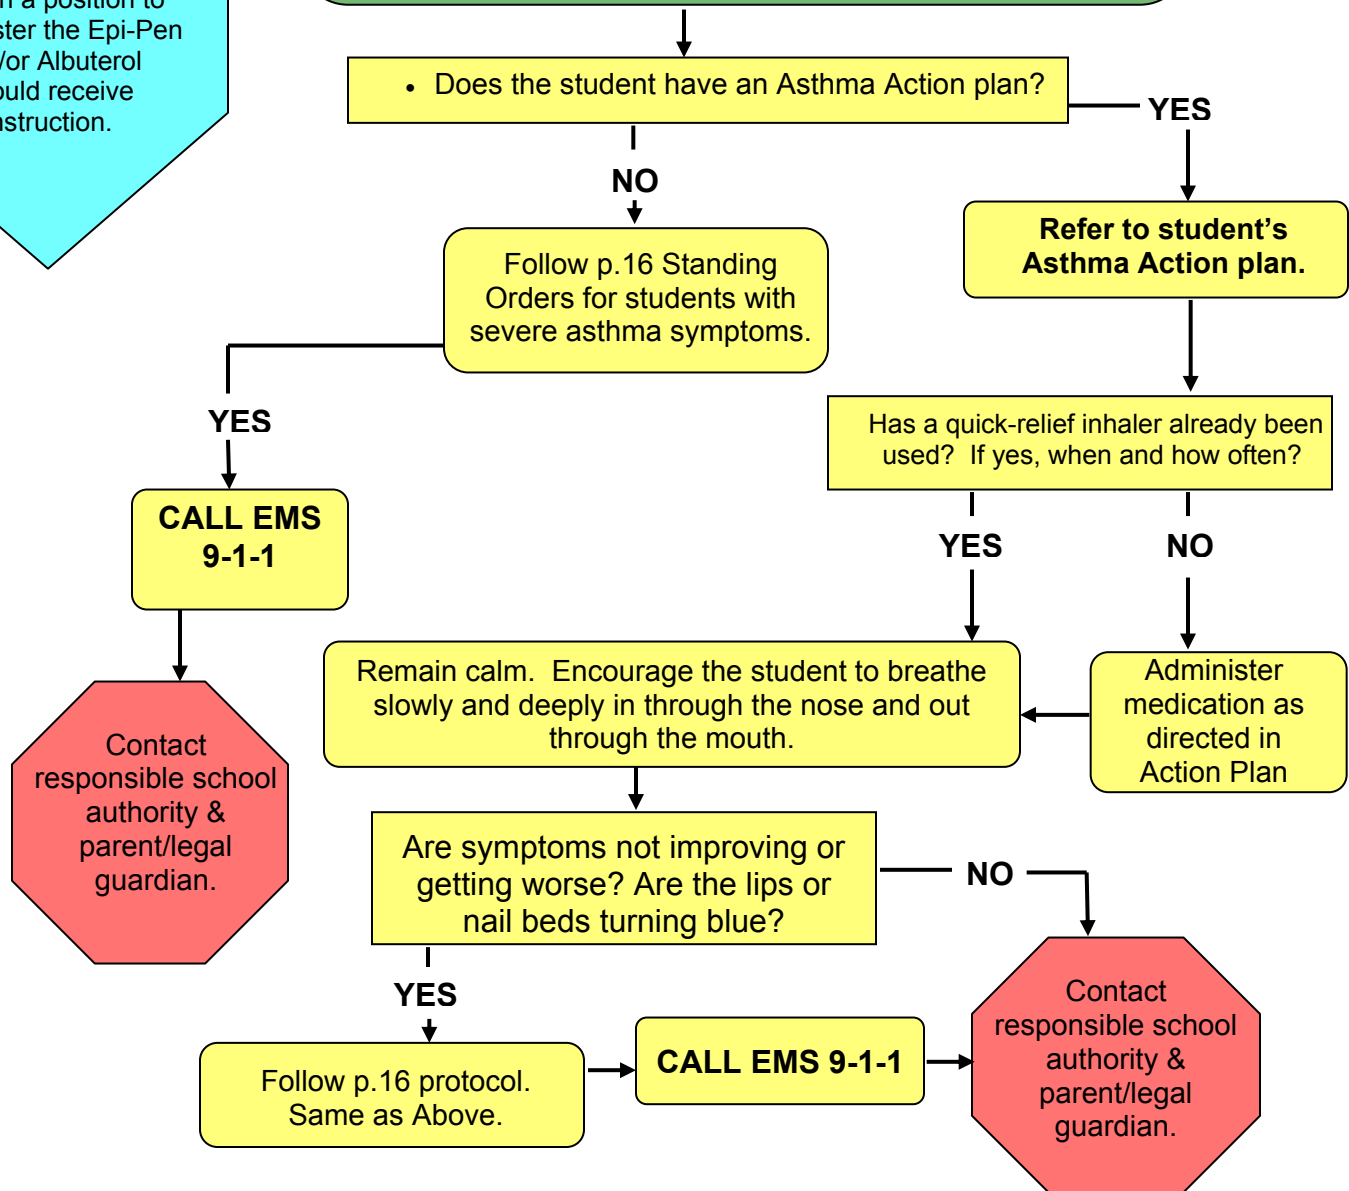 a position to
ster the Epi-Pen
/or Albuterol
ould receive
nstruction.
• Does the student have an Asthma Action plan?
YES
NO
Refer to student's
Asthma Action plan.
Follow p.16 Standing
Orders for students with
severe asthma symptoms.
YES
Has a quick-relief inhaler already been
used? If yes, when and how often?
CALL EMS
9-1-1
YES
NO
Remain calm. Encourage the student to breathe
slowly and deeply in through the nose and out
through the mouth.
Administer
medication as
directed in
Action Plan
Contact
responsible school
authority &
parent/legal
guardian.
Are symptoms not improving or
getting worse? Are the lips or
nail beds turning blue?
NO
YES
Follow p.16 protocol.
Same as Above.
CALL EMS 9-1-1
Contact
responsible school
authority &
parent/legal
guardian.